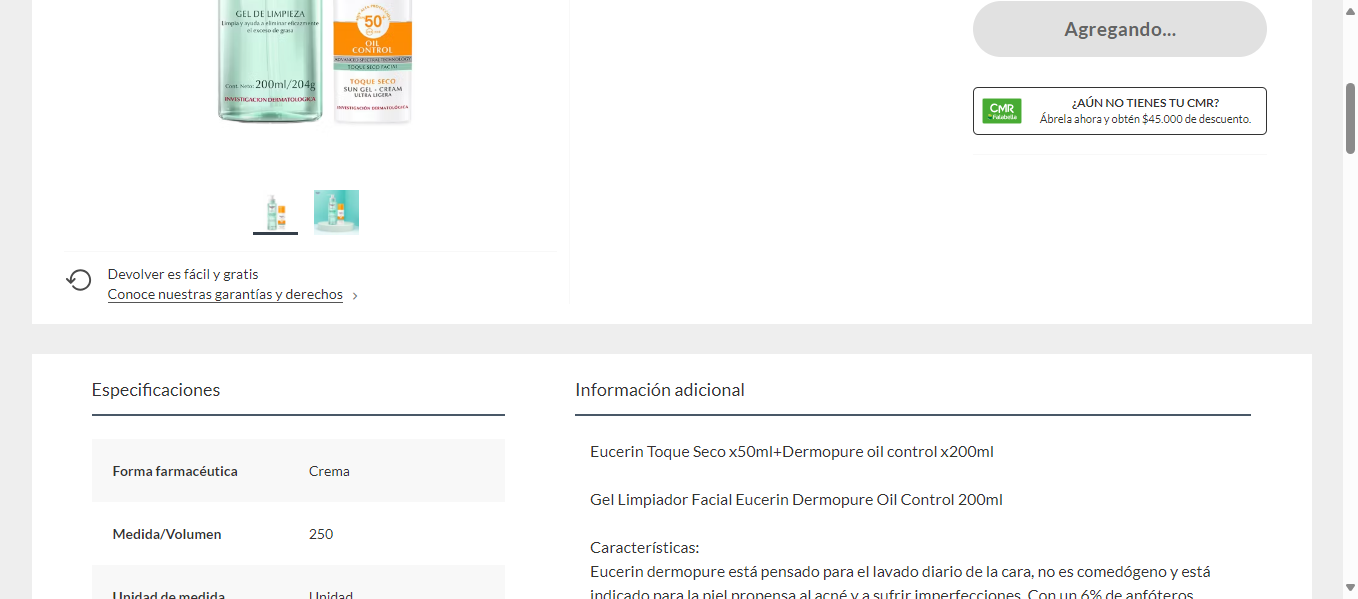 GEL DE LIMPIEZA
Limpia y ayuda a eliminar eficazmente
el exceso de grasa
Cont. Neto: 200ml/204g
INVESTIGACION DERMATOLOGICA
50+
OIL
CONTROL
ADVANCED SPECTRAL TECHNOLOGY
TOQUE SECO FACIAL
TOQUE SECO
SUN GEL - CREAM
ULTRA LIGERA
INVESTIGACIÓN DERMATOLÓGICA
Agregando...
CMR
Falabella
¿AÚN NO TIENES TU CMR?
Ábrela ahora y obtén $45.000 de descuento.
Devolver es fácil y gratis
Conoce nuestras garantías y derechos
Especificaciones
Forma farmacéutica Crema
Medida/Volumen 250
Unidad de medida Unidad
Información adicional
Eucerin Toque Seco x50ml+Dermopure oil control x200ml
Gel Limpiador Facial Eucerin Dermopure Oil Control 200ml
Características:
Eucerin dermopure está pensado para el lavado diario de la cara, no es comedógeno y está
indicado para la piel propensa al acné y a sufrir imperfecciones. Con un 6% de anfóteros